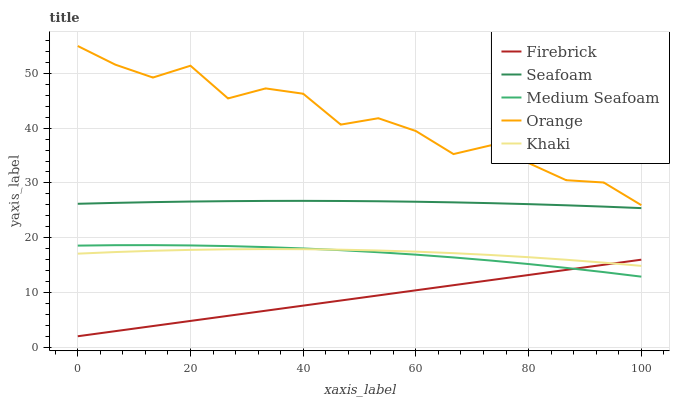 title
Firebrick
Seafoam
Medium Seafoam
Orange
Khaki
yaxis_label
50
40
30
20
10
0
0 20 40 60 80 100
xaxis_label